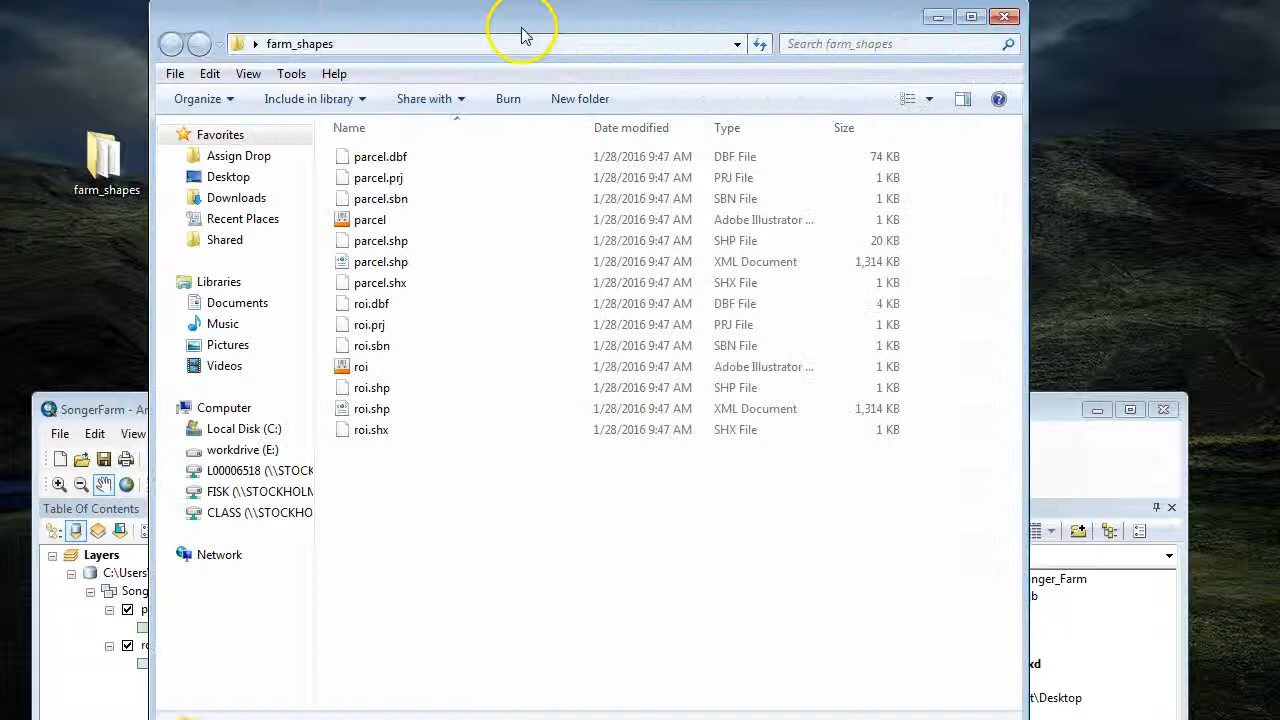 farm_shapes
Search farm_shapes
File Edit View Tools Help
Organize Include in library Share with Burn New folder
Name Date modified Type Size
parcel.dbf 1/28/2016 9:47 AM DBF File 74 KB
parcel.prj 1/28/2016 9:47 AM PRJ File 1 KB
parcel.sbn 1/28/2016 9:47 AM SBN File 1 KB
parcel 1/28/2016 9:47 AM Adobe Illustrator ... 1 KB
parcel.shp 1/28/2016 9:47 AM SHP File 20 KB
parcel.shp 1/28/2016 9:47 AM XML Document 1,314 KB
parcel.shx 1/28/2016 9:47 AM SHX File 1 KB
roi.dbf 1/28/2016 9:47 AM DBF File 4 KB
roi.prj 1/28/2016 9:47 AM PRJ File 1 KB
roi.sbn 1/28/2016 9:47 AM SBN File 1 KB
roi 1/28/2016 9:47 AM Adobe Illustrator ... 1 KB
roi.shp 1/28/2016 9:47 AM SHP File 1 KB
roi.shp 1/28/2016 9:47 AM XML Document 1,314 KB
roi.shx 1/28/2016 9:47 AM SHX File 1 KB
Favorites
Assign Drop
Desktop
Downloads
Recent Places
Shared
Libraries
Documents
Music
Pictures
Videos
Computer
Local Disk (C:)
workdrive (E:)
L00006518 (\\STOCK
FISK (\\STOCKHOLM
CLASS (\\STOCKHO
Network
farm_shapes
SongerFarm - Ar
File Edit View
Table Of Contents
Layers
C:\Users'
Song
p
ro
onger_Farm
b
xd
t\Desktop